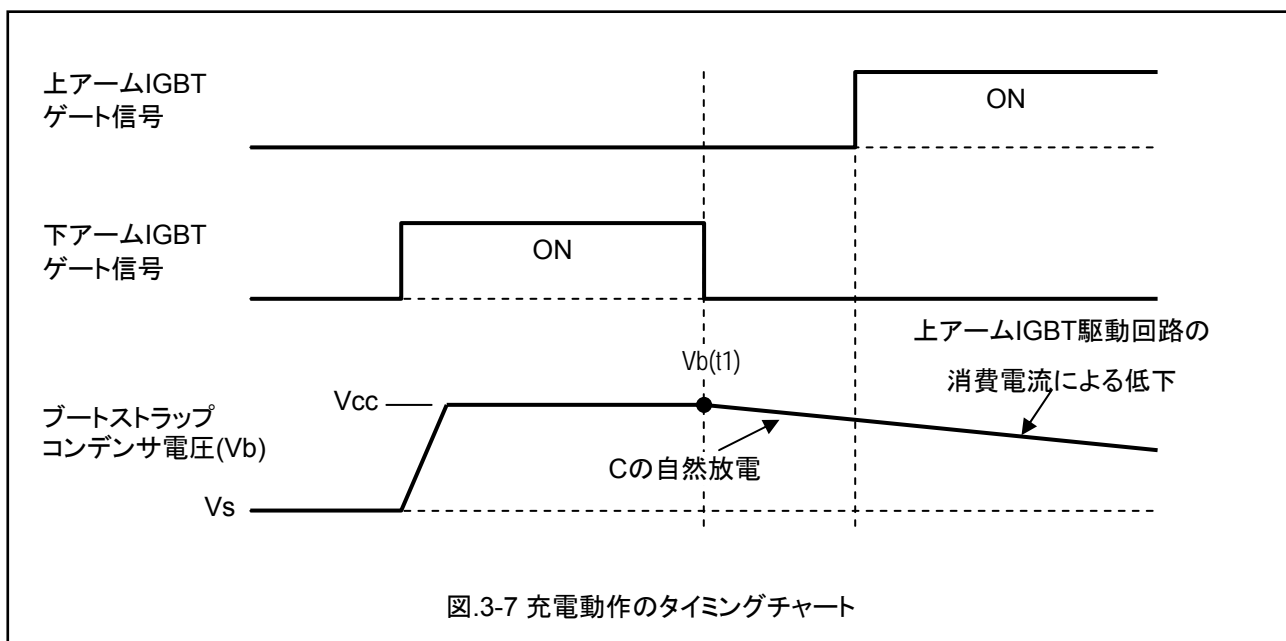 上アームIGBT
ゲート信号
ON
下アームIGBT
ゲート信号
ON
上アームIGBT駆動回路の
消費電流による低下
Vb(t1)
Vcc
ブートストラップ
コンデンサ電圧(Vb)
Cの自然放電
Vs
図.3-7 充電動作のタイミングチャート